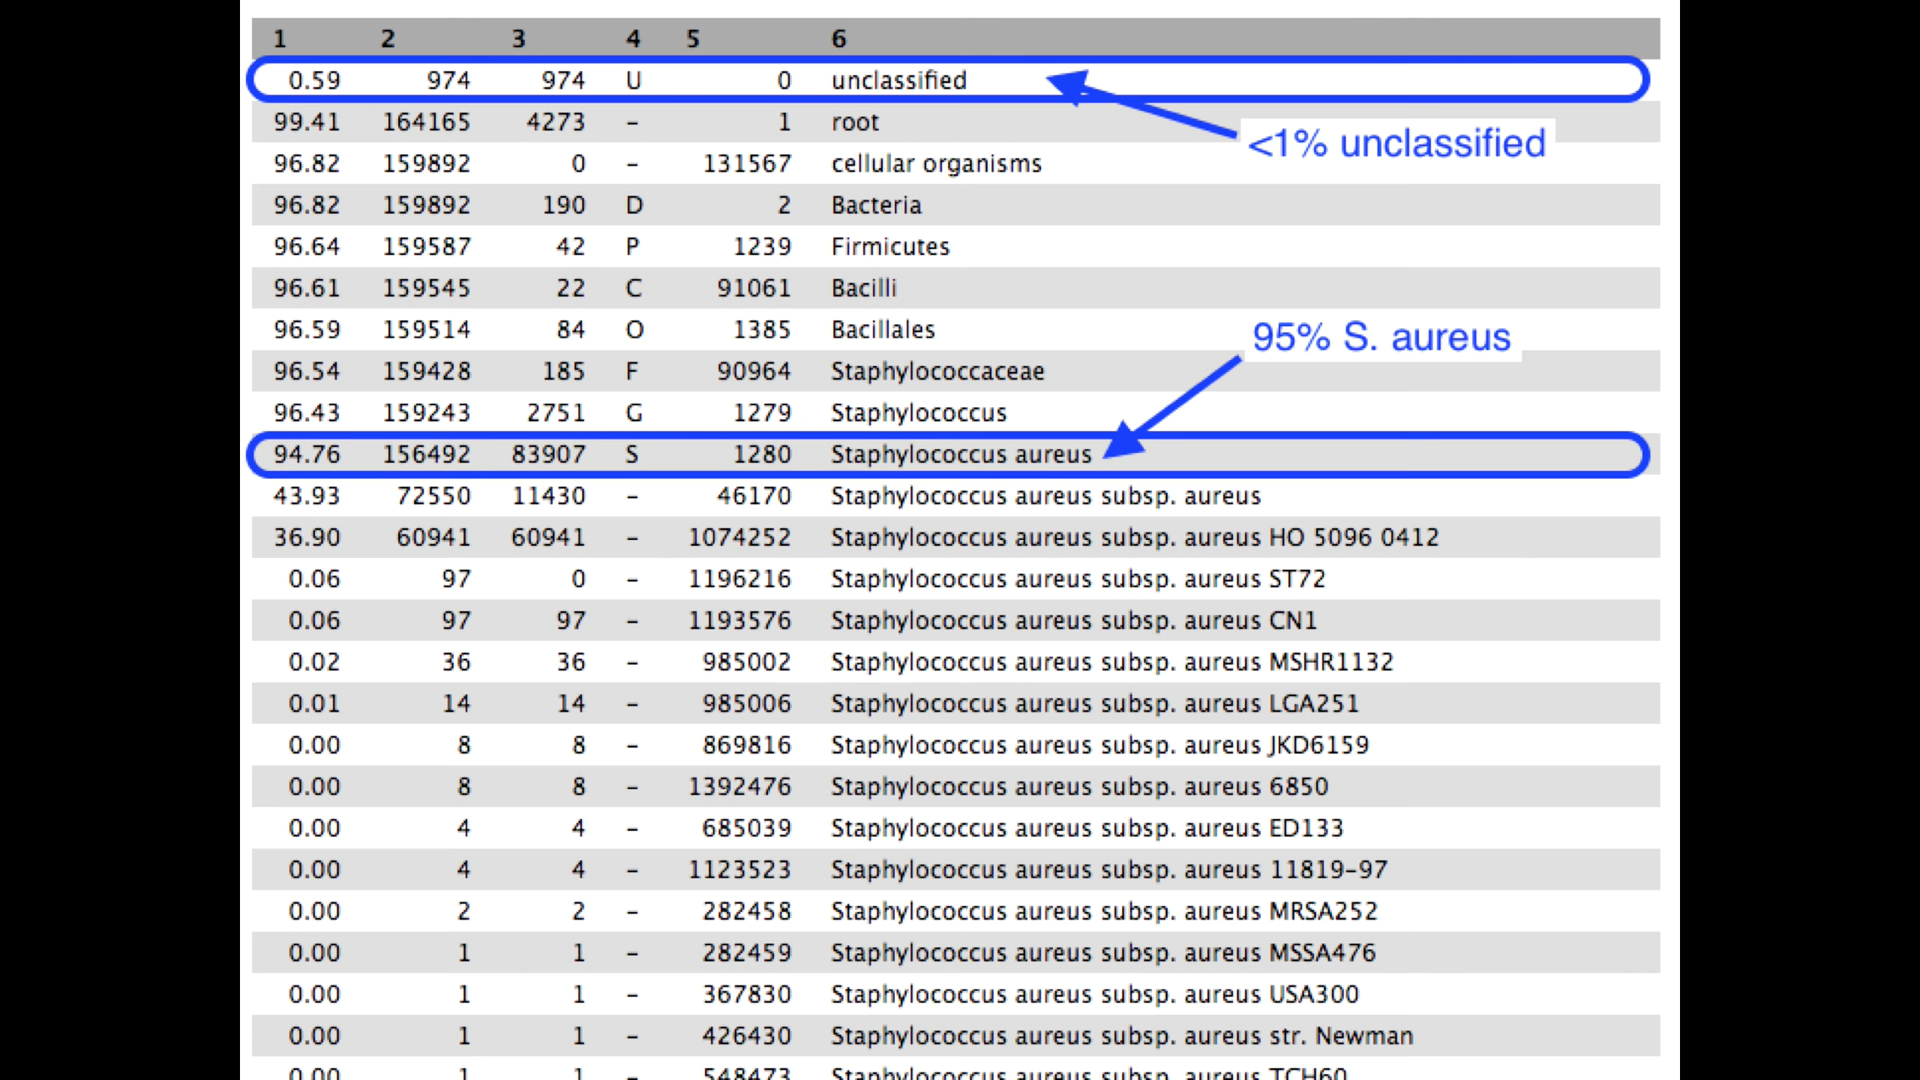 1 2 3 4 5 6
0.59 974 974 U 0 unclassified
99.41 164165 4273 – 1 root
<1% unclassified
96.82 159892 0 – 131567 cellular organisms
96.82 159892 190 D 2 Bacteria
96.64 159587 42 P 1239 Firmicutes
96.61 159545 22 C 91061 Bacilli
96.59 159514 84 O 1385 Bacillales
95% S. aureus
96.54 159428 185 F 90964 Staphylococcaceae
96.43 159243 2751 G 1279 Staphylococcus
94.76 156492 83907 S 1280 Staphylococcus aureus
43.93 72550 11430 – 46170 Staphylococcus aureus subsp. aureus
36.90 60941 60941 – 1074252 Staphylococcus aureus subsp. aureus HO 5096 0412
0.06 97 0 – 1196216 Staphylococcus aureus subsp. aureus ST72
0.06 97 97 – 1193576 Staphylococcus aureus subsp. aureus CN1
0.02 36 36 – 985002 Staphylococcus aureus subsp. aureus MSHR1132
0.01 14 14 – 985006 Staphylococcus aureus subsp. aureus LGA251
0.00 8 8 – 869816 Staphylococcus aureus subsp. aureus JKD6159
0.00 8 8 – 1392476 Staphylococcus aureus subsp. aureus 6850
0.00 4 4 – 685039 Staphylococcus aureus subsp. aureus ED133
0.00 4 4 – 1123523 Staphylococcus aureus subsp. aureus 11819–97
0.00 2 2 – 282458 Staphylococcus aureus subsp. aureus MRSA252
0.00 1 1 – 282459 Staphylococcus aureus subsp. aureus MSSA476
0.00 1 1 – 367830 Staphylococcus aureus subsp. aureus USA300
0.00 1 1 – 426430 Staphylococcus aureus subsp. aureus str. Newman
0.00 1 1 – 548473 Staphylococcus aureus subsp. aureus TCH60